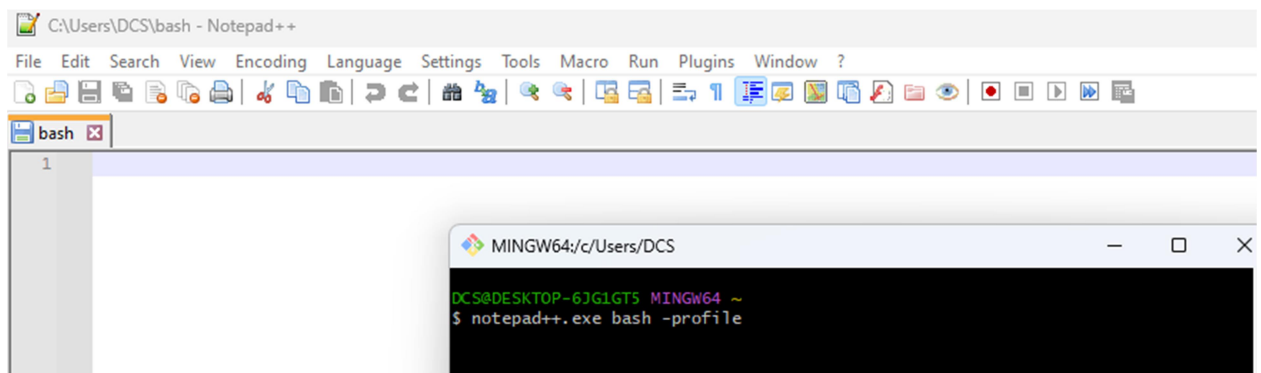 C:\Users\DCS\bash - Notepad++
File Edit Search View Encoding Language Settings Tools Macro Run Plugins Window ?
bash
1
MINGW64:/c/Users/DCS
DCS@DESKTOP-6JG1GT5 MINGW64 ~
$ notepad++.exe bash -profile